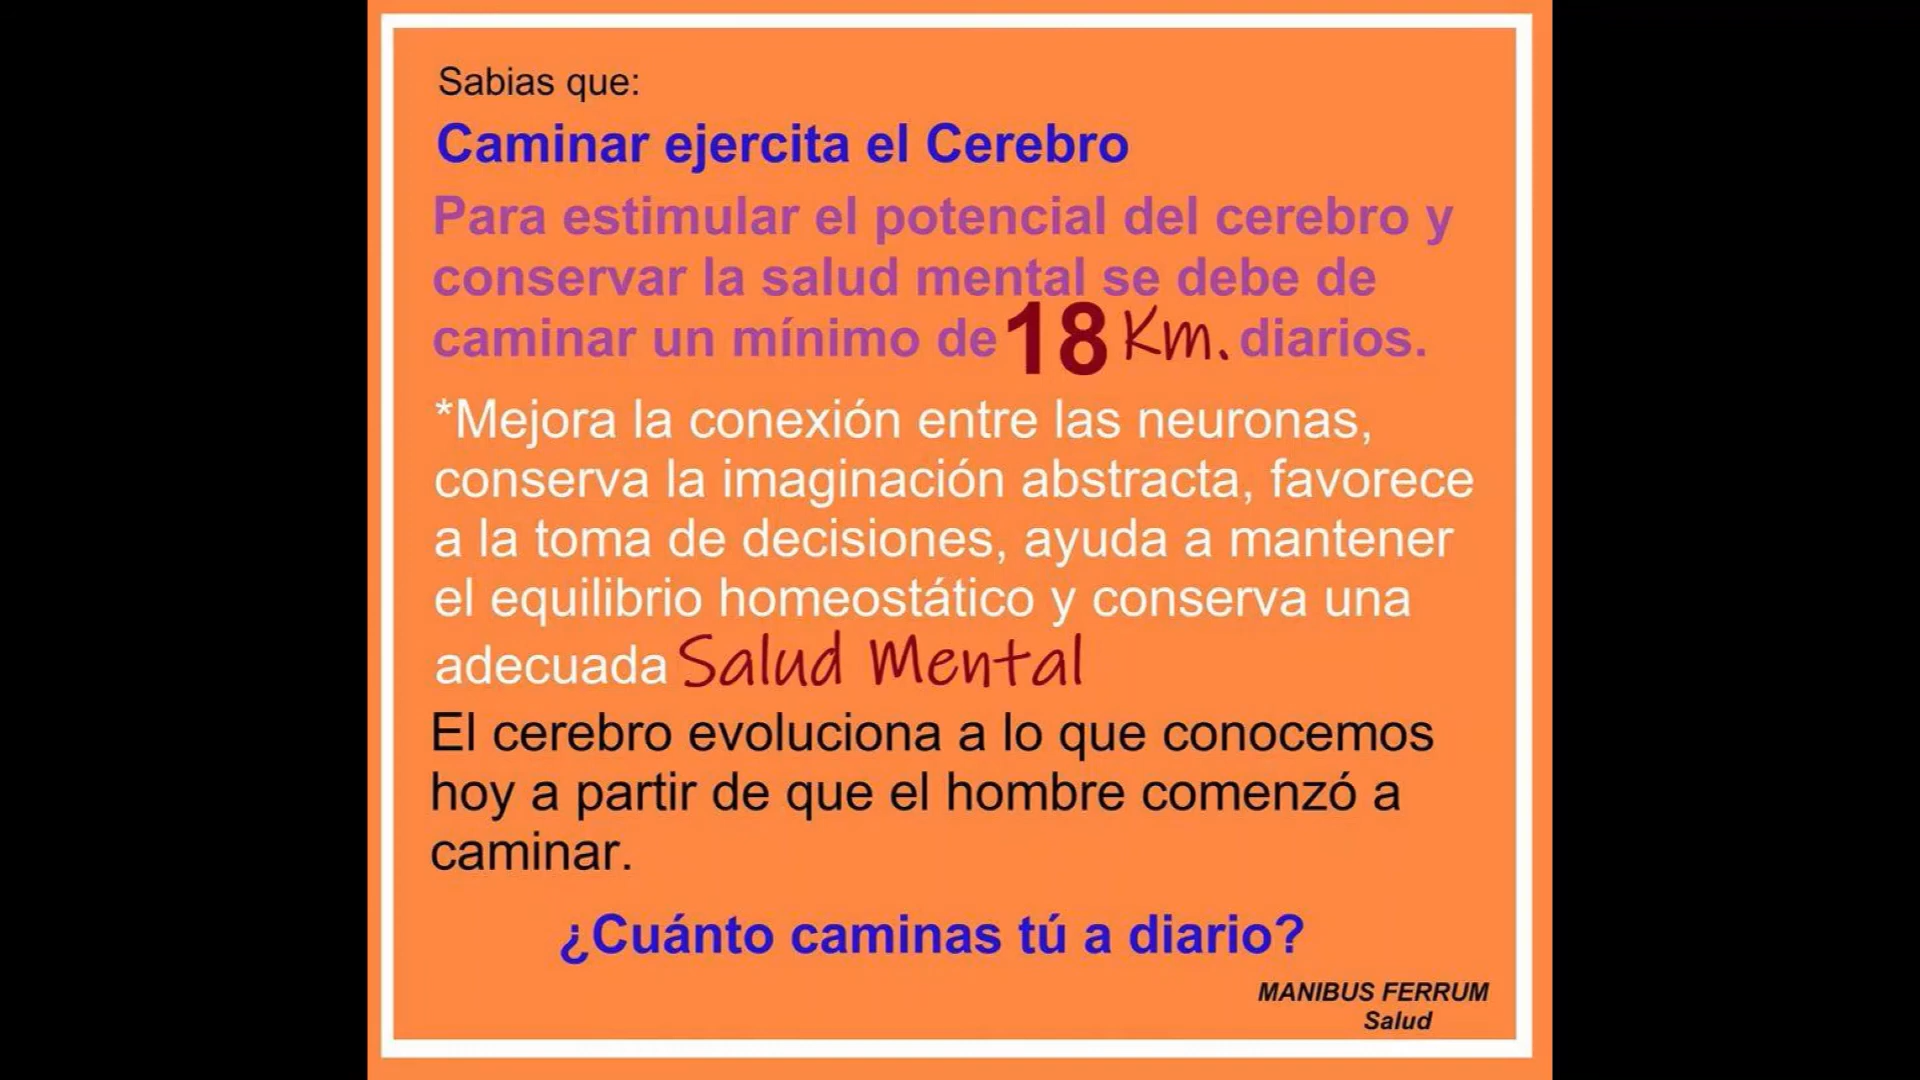 Sabias que:
Caminar ejercita el Cerebro
Para estimular el potencial del cerebro y
conservar la salud mental se debe de
caminar un mínimo de 18 Km. diarios.
*Mejora la conexión entre las neuronas,
conserva la imaginación abstracta, favorece
a la toma de decisiones, ayuda a mantener
el equilibrio homeostático y conserva una
adecuada Salud Mental
El cerebro evoluciona a lo que conocemos
hoy a partir de que el hombre comenzó a
caminar.
¿Cuánto caminas tú a diario?
MANIBUS FERRUM
Salud